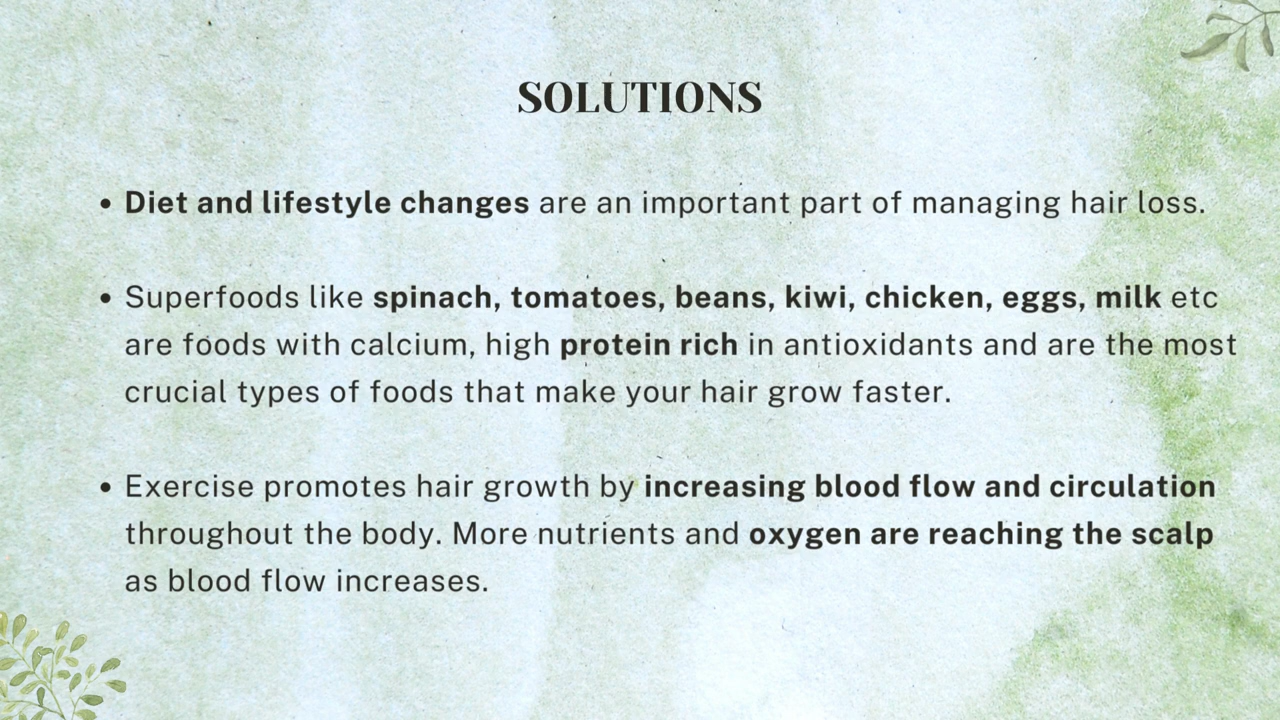 SOLUTIONS
• Diet and lifestyle changes are an important part of managing hair loss.
• Superfoods like spinach, tomatoes, beans, kiwi, chicken, eggs, milk etc
are foods with calcium, high protein rich in antioxidants and are the most
crucial types of foods that make your hair grow faster.
• Exercise promotes hair growth by increasing blood flow and circulation
throughout the body. More nutrients and oxygen are reaching the scalp
as blood flow increases.